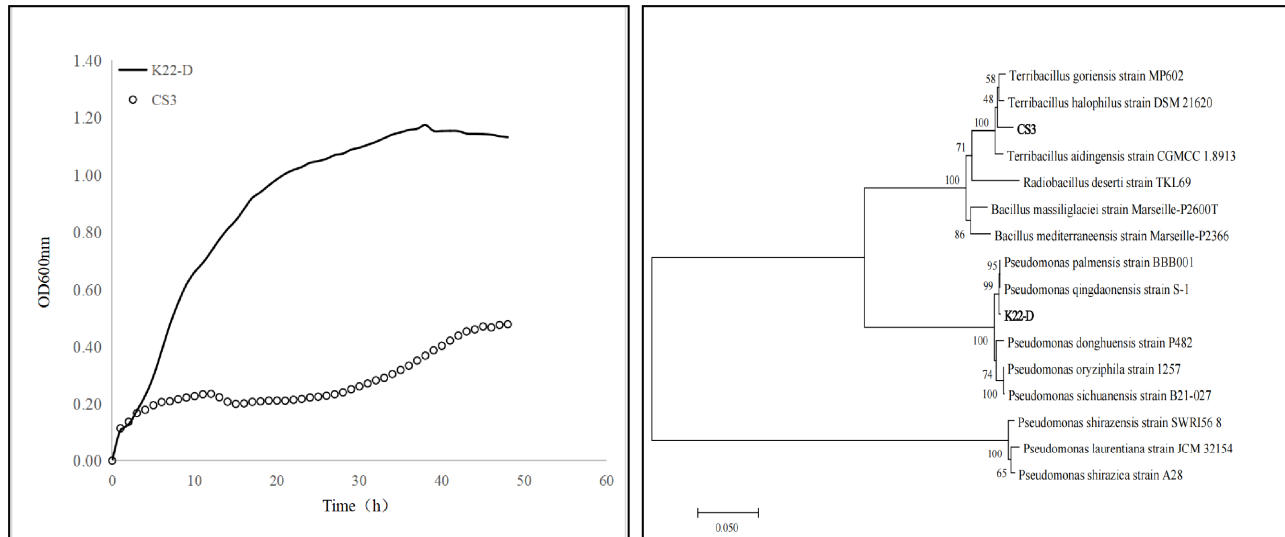 1.40
1.20
1.00
0.80
0.60
0.40
0.20
0.00
OD600nm
K22-D
CS3
0
10
20
30
40
50
60
Time（h）
58
Terribacillus goriensis strain MP602
48
Terribacillus halophilus strain DSM 21620
100
CS3
71
Terribacillus aidingensis strain CGMCC 1.8913
100
Radiobacillus deserti strain TKL69
Bacillus massiliglaciei strain Marseille-P2600T
86
Bacillus mediterraneensis strain Marseille-P2366
95
Pseudomonas palmensis strain BBB001
99
Pseudomonas qingdaonensis strain S-1
K22-D
100
Pseudomonas donghuensis strain P482
74
Pseudomonas oryziphila strain 1257
100
Pseudomonas sichuanensis strain B21-027
Pseudomonas shirazensis strain SWRI56 8
100
Pseudomonas laurentiana strain JCM 32154
65
Pseudomonas shirazica strain A28
0.050